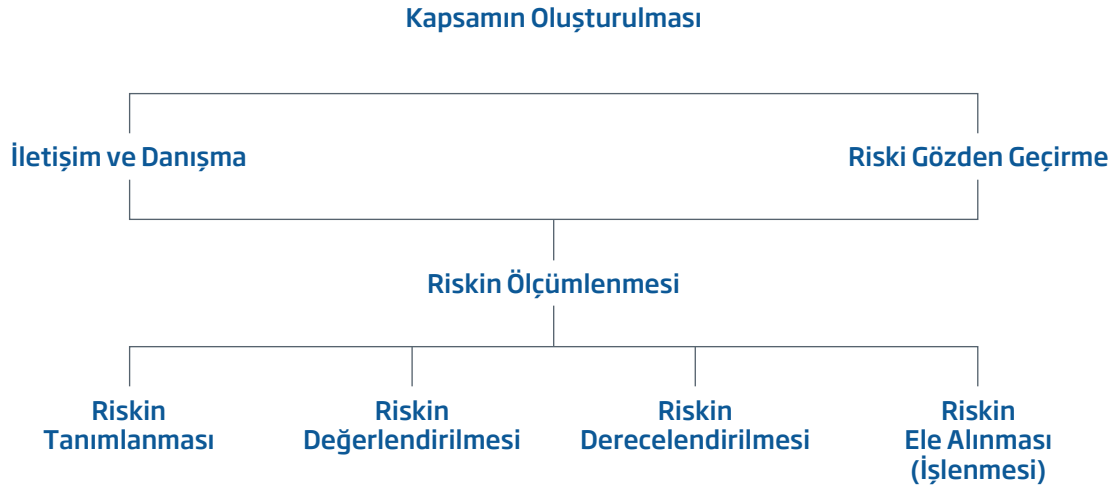 Kapsamın Oluşturulması
İletişim ve Danışma
Riski Gözden Geçirme
Riskin Ölçümlenmesi
Riskin
Tanımlanması
Riskin
Değerlendirilmesi
Riskin
Derecelendirilmesi
Riskin
Ele Alınması
(İşlenmesi)